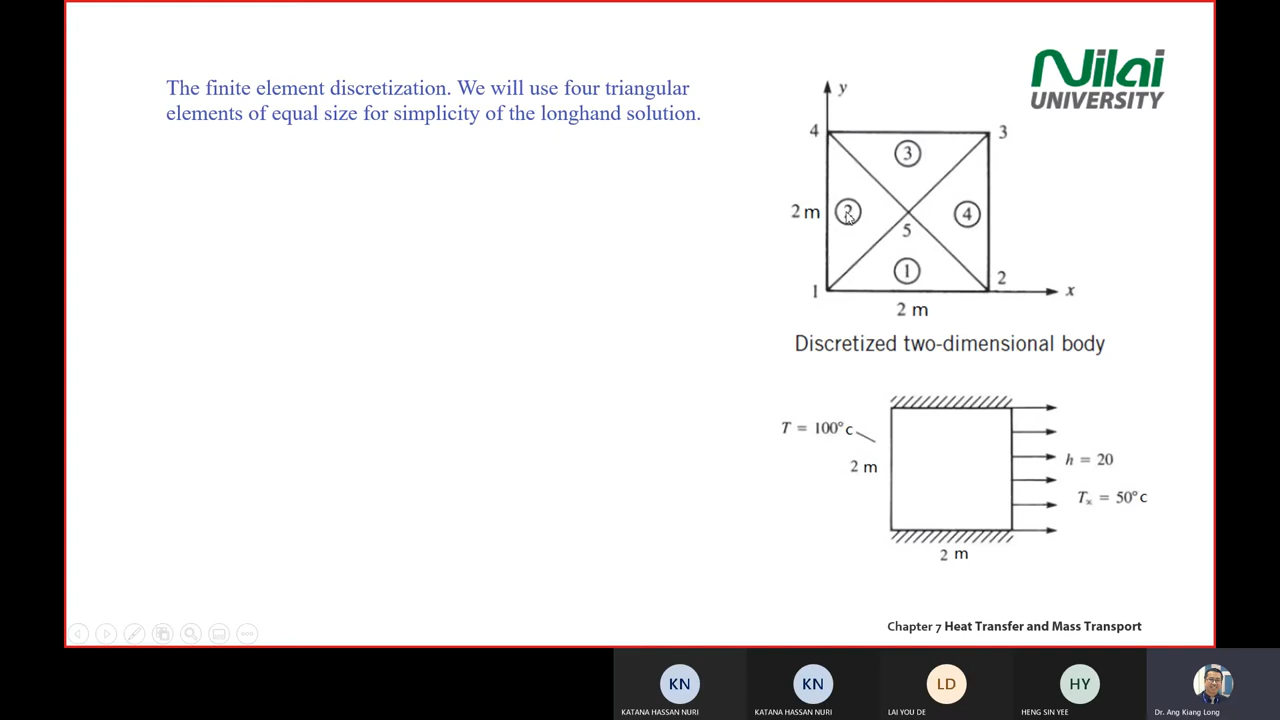 The finite element discretization. We will use four triangular
elements of equal size for simplicity of the longhand solution.
Nilai
UNIVERSITY
y
4
3
3
2 m
2
4
5
1
2
1
x
2 m
Discretized two-dimensional body
T = 100°c
2 m
h = 20
T∞ = 50°c
2 m
Chapter 7 Heat Transfer and Mass Transport
KN
KN
LD
HY
KATANA HASSAN NURI
KATANA HASSAN NURI
LAI YOU DE
HENG SIN YEE
Dr. Ang Kiang Long